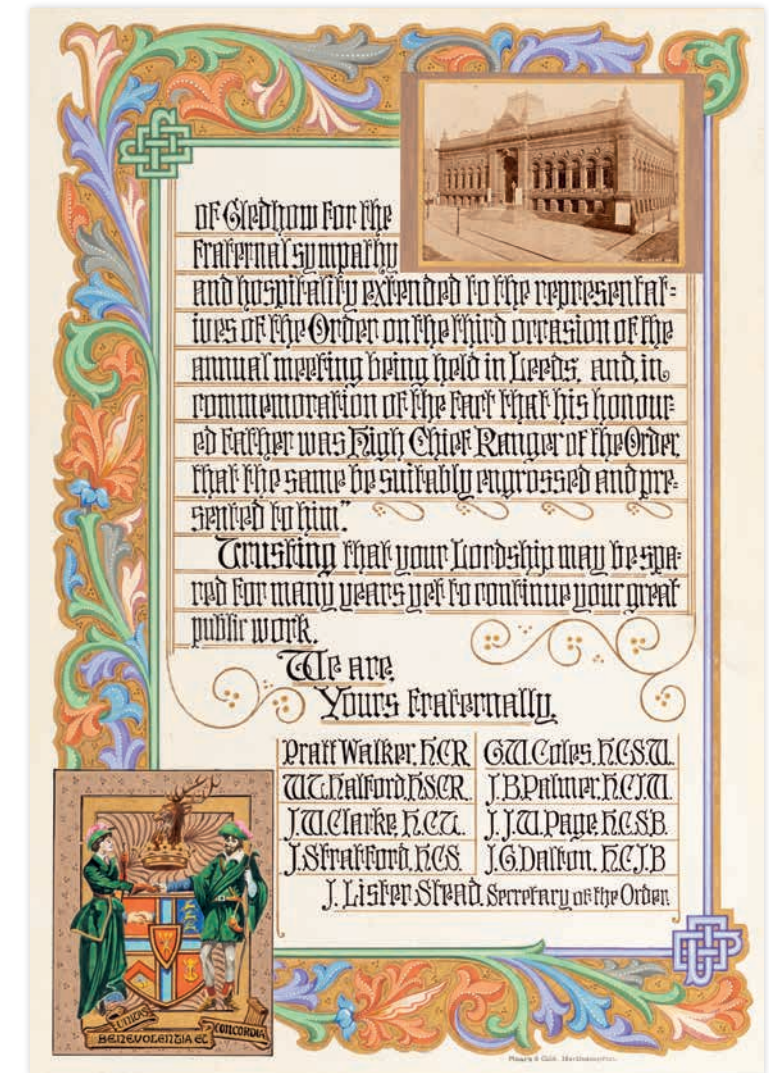 of Gledhow for the
fraternal sympathy
and hospitality extended to the representat=
ives of the Order on the third occasion of the
annual meeting being held in Leeds, and, in
commemoration of the fact that his honour=
ed father was High Chief Ranger of the Order,
that the same be suitably engrossed and pre=
sented to him."
Trusting that your Lordship may be spa=
red for many years yet to continue your great
public work.
We are,
Yours fraternally,
Pratt Walker, H.C.R. G.W. Coles, H.C.S.W.
W.L. Halford, H.S.C.R. J.B. Palmer, H.C.J.W.
J.W. Clarke, H.C.T. J.J.W. Page, H.C.S.B.
J. Stratford, H.C.S. J.G. Dalton, H.C.J.B
J. Lister Stead, Secretary of the Order
UNITAS
BENEVOLENTIA ET
CONCORDIA